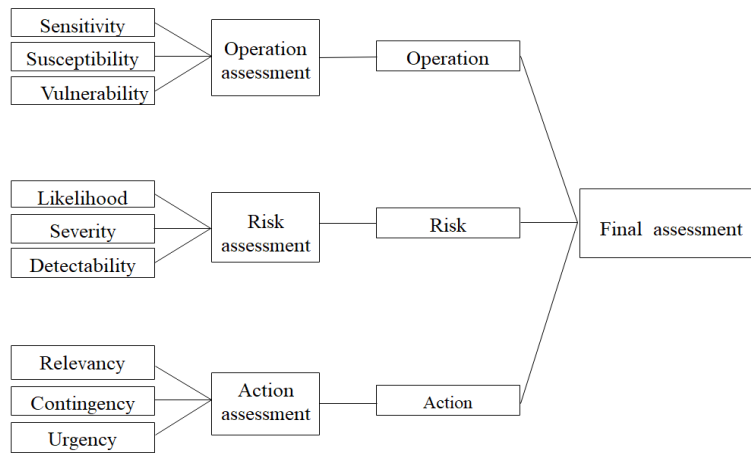 Sensitivity
Susceptibility
Vulnerability
Operation
assessment
Operation
Likelihood
Severity
Detectability
Risk
assessment
Risk
Relevancy
Contingency
Urgency
Action
assessment
Action
Final assessment